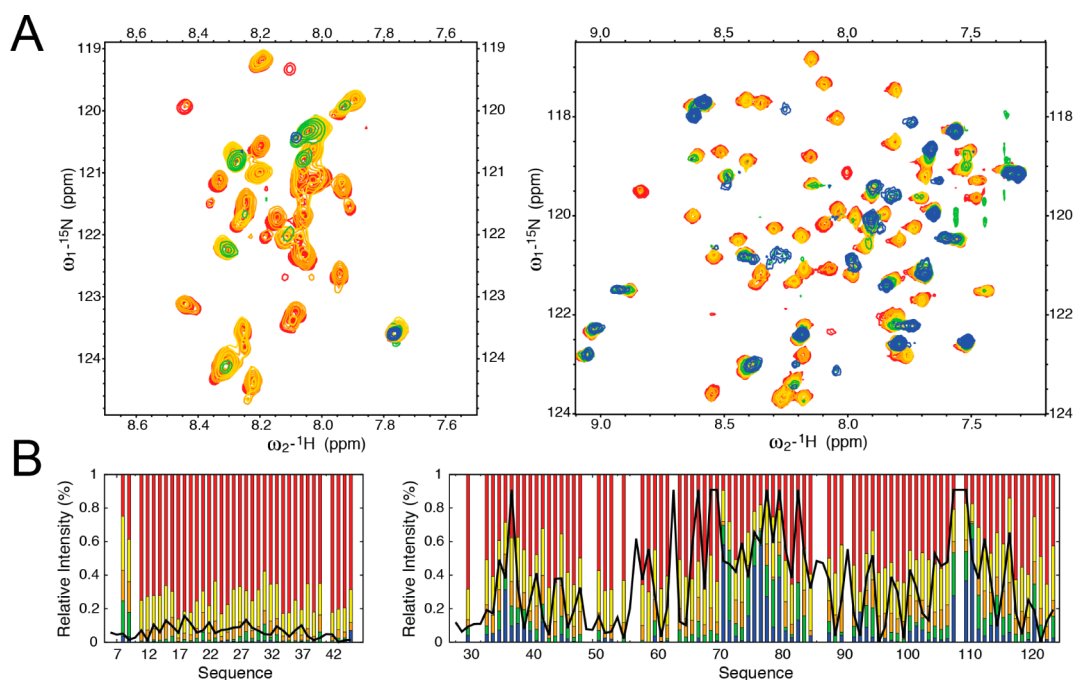 A
8.6 8.4 8.2 8.0 7.8 7.6
119
120
121
122
123
124
ω1-15N (ppm)
119
120
121
122
123
124
8.6 8.4 8.2 8.0 7.8 7.6
ω2-1H (ppm)
9.0 8.5 8.0 7.5
118
120
122
124
ω1-15N (ppm)
118
120
122
124
9.0 8.5 8.0 7.5
ω2-1H (ppm)
B
Relative Intensity (%)
1
0.8
0.6
0.4
0.2
0
7 12 17 22 27 32 37 42
Sequence
Relative Intensity (%)
1
0.8
0.6
0.4
0.2
0
30 40 50 60 70 80 90 100 110 120
Sequence